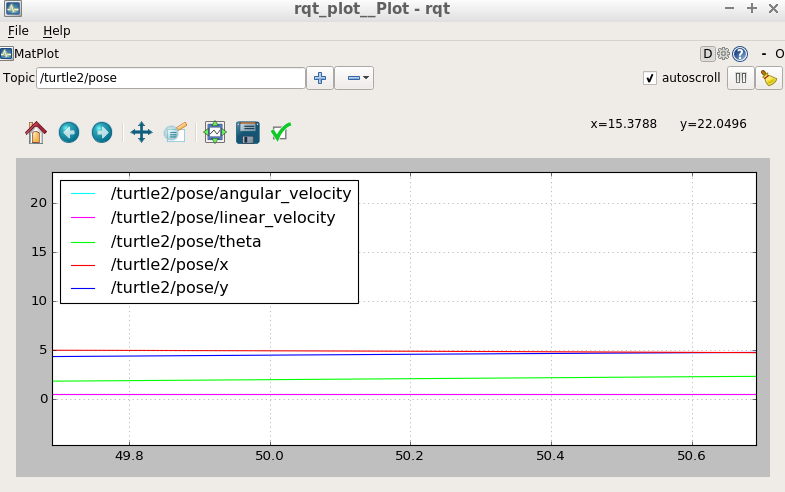 rqt_plot__Plot - rqt
File Help
MatPlot D - O
Topic /turtle2/pose autoscroll
x=15.3788 y=22.0496
/turtle2/pose/angular_velocity
/turtle2/pose/linear_velocity
/turtle2/pose/theta
/turtle2/pose/x
/turtle2/pose/y
20
15
10
5
0
49.8 50.0 50.2 50.4 50.6